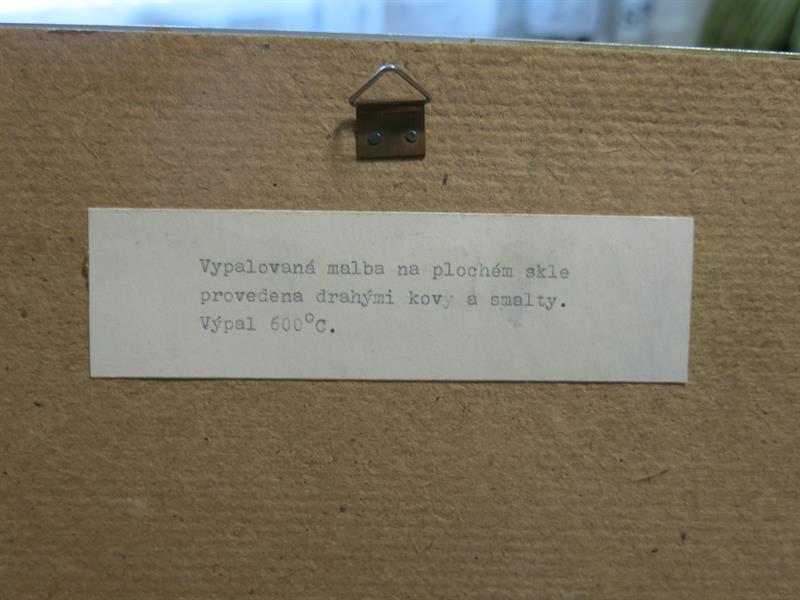 Vypalovaná malba na plochém skle
provedena drahými kovy a smalty.
Výpal 600°C.